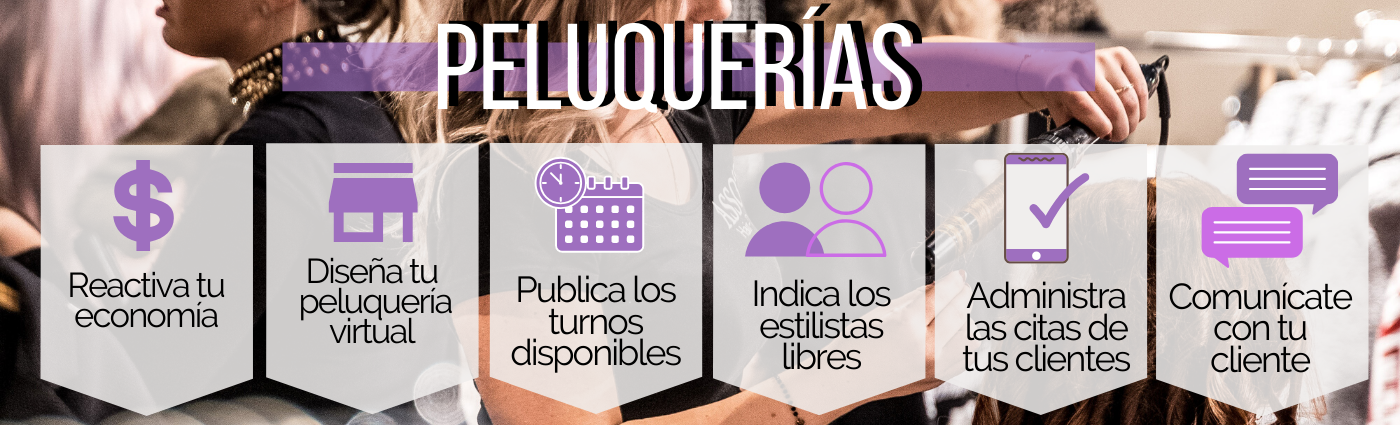 PELUQUERÍAS
Reactiva tu
economía
Diseña tu
peluquería
virtual
Publica los
turnos
disponibles
Indica los
estilistas
libres
Administra
las citas de
tus clientes
Comunícate
con tu
cliente